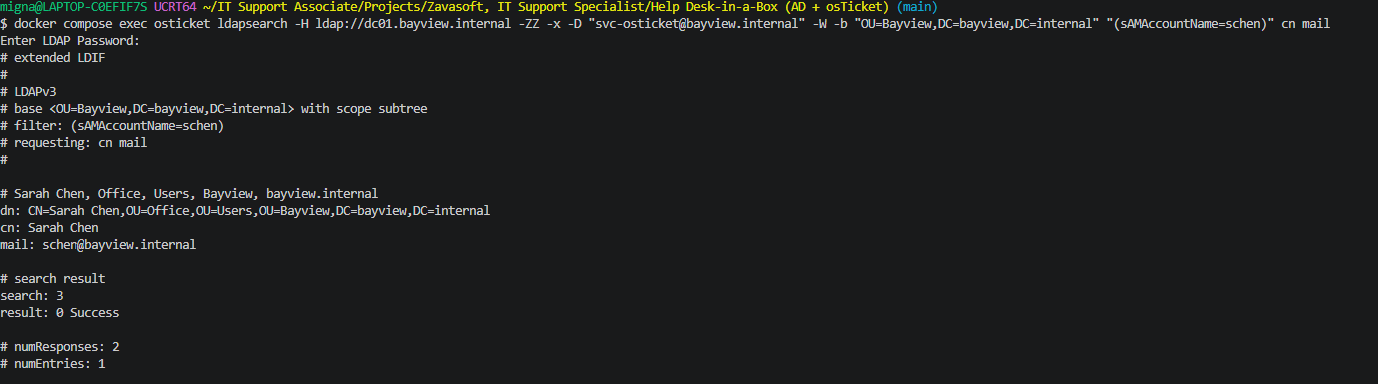 migna@LAPTOP-C0EFIF7S UCRT64 ~/IT Support Associate/Projects/Zavasoft, IT Support Specialist/Help Desk-in-a-Box (AD + osTicket) (main)
$ docker compose exec osticket ldapsearch -H ldap://dc01.bayview.internal -ZZ -x -D "svc-osticket@bayview.internal" -W -b "OU=Bayview,DC=bayview,DC=internal" "(sAMAccountName=schen)" cn mail
Enter LDAP Password:
# extended LDIF
#
# LDAPv3
# base <OU=Bayview,DC=bayview,DC=internal> with scope subtree
# filter: (sAMAccountName=schen)
# requesting: cn mail
#

# Sarah Chen, Office, Users, Bayview, bayview.internal
dn: CN=Sarah Chen,OU=Office,OU=Users,OU=Bayview,DC=bayview,DC=internal
cn: Sarah Chen
mail: schen@bayview.internal

# search result
search: 3
result: 0 Success

# numResponses: 2
# numEntries: 1